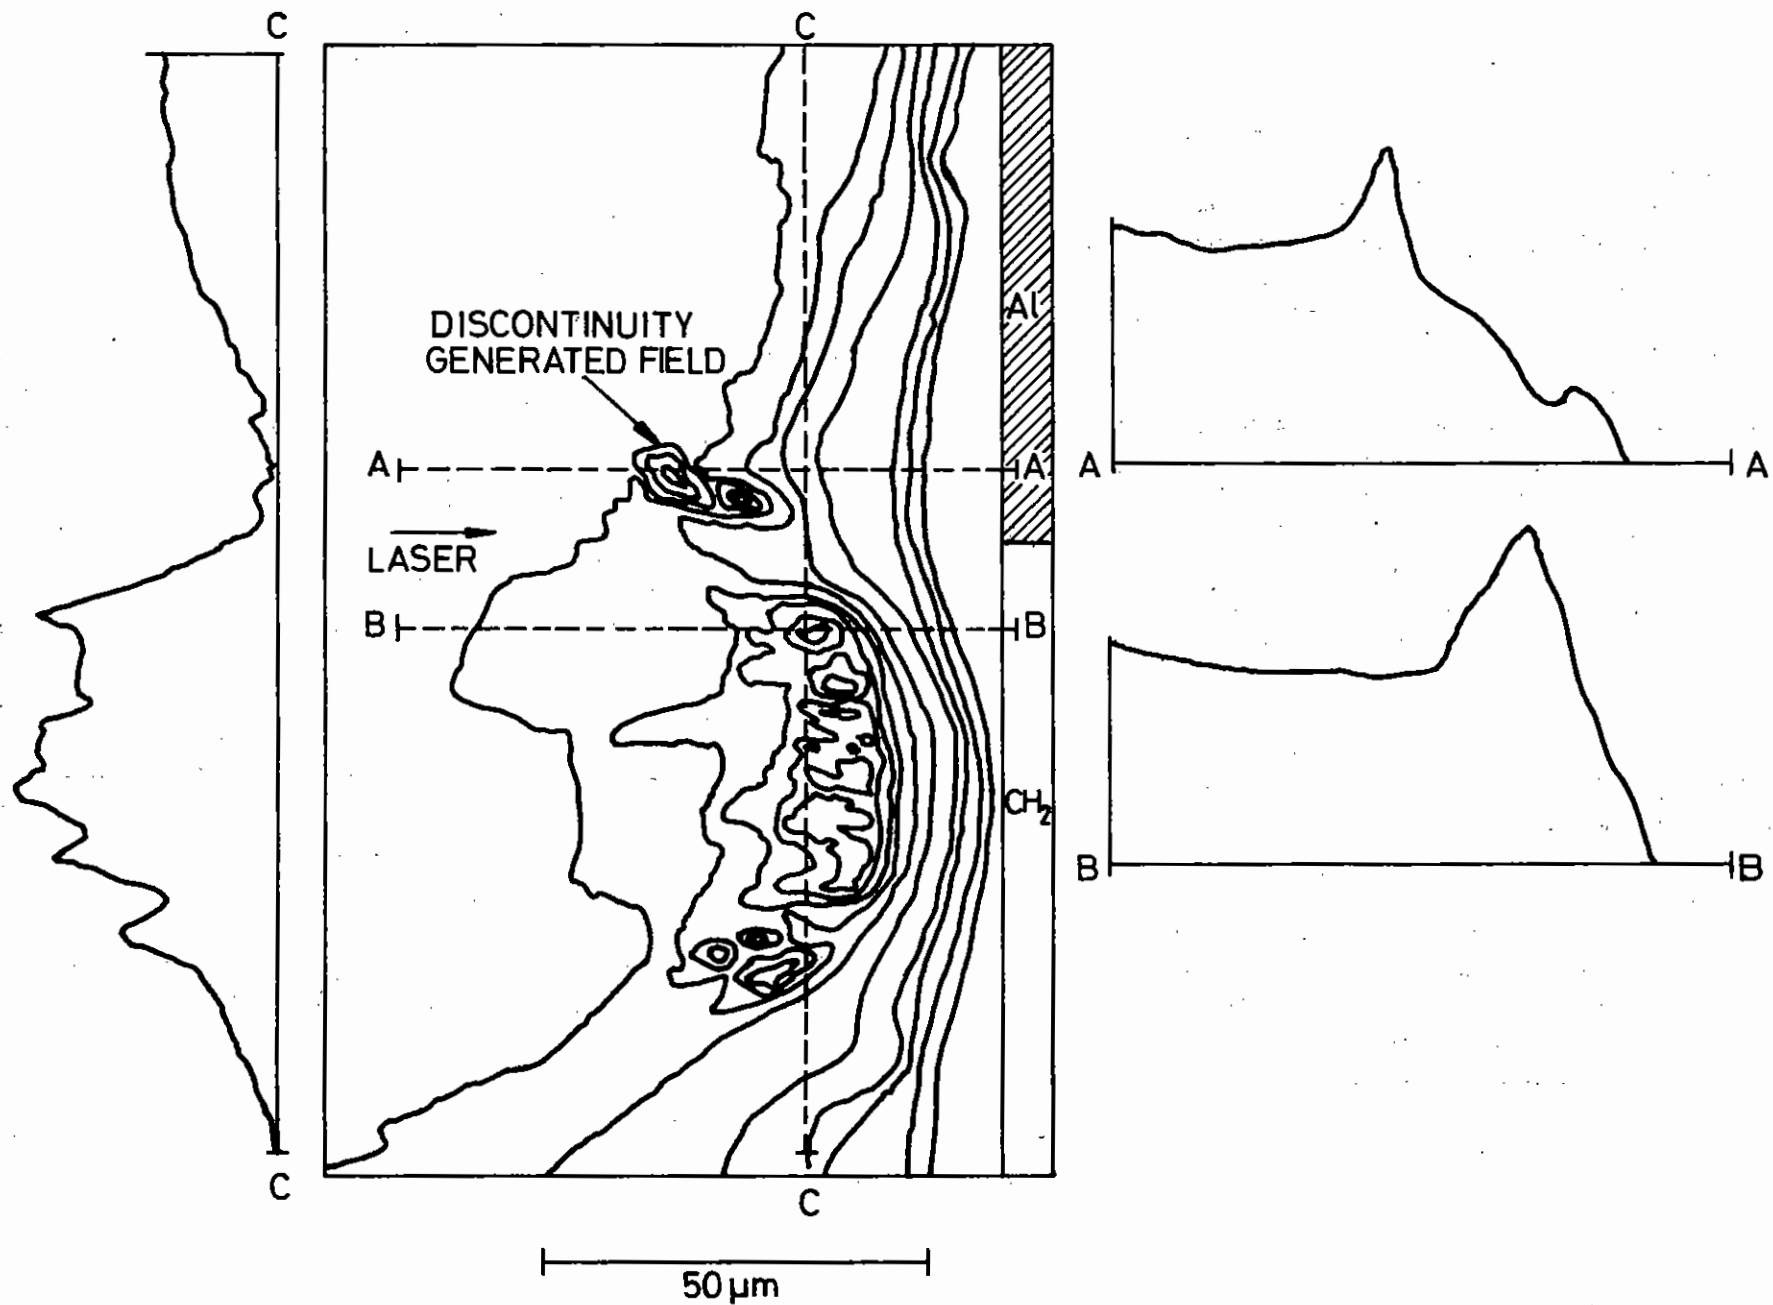 C
C
DISCONTINUITY
GENERATED FIELD
Al
A
A
A
A
LASER
B
B
CH2
B
B
C
C
50 μm